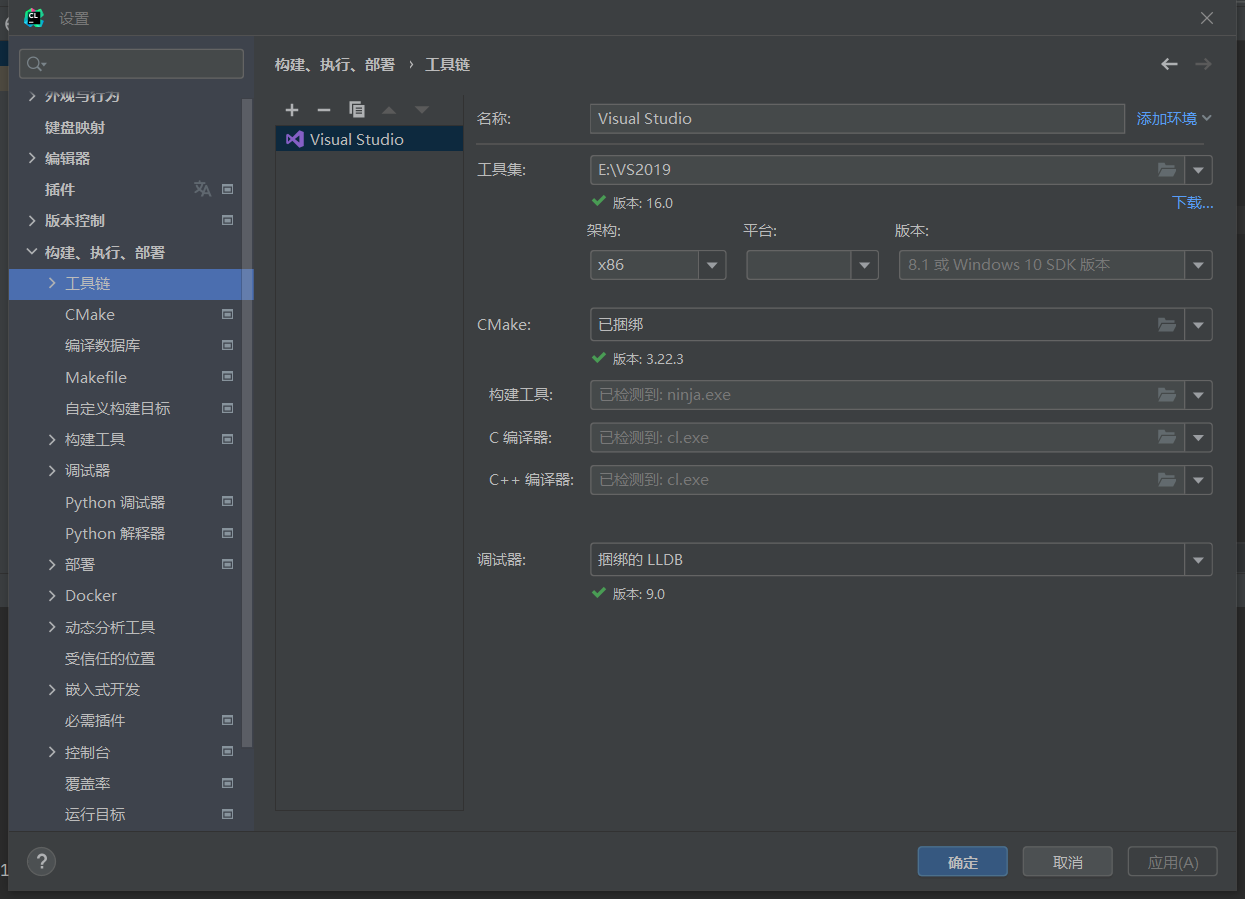 设置
外观与行为
键盘映射
编辑器
插件
版本控制
构建、执行、部署
工具链
CMake
编译数据库
Makefile
自定义构建目标
构建工具
调试器
Python 调试器
Python 解释器
部署
Docker
动态分析工具
受信任的位置
嵌入式开发
必需插件
控制台
覆盖率
运行目标
构建、执行、部署 › 工具链
Visual Studio
名称: Visual Studio 添加环境
工具集: E:\VS2019
版本: 16.0 下载...
架构: 平台: 版本:
x86 8.1 或 Windows 10 SDK 版本
CMake: 已捆绑
版本: 3.22.3
构建工具: 已检测到: ninja.exe
C 编译器: 已检测到: cl.exe
C++ 编译器: 已检测到: cl.exe
调试器: 捆绑的 LLDB
版本: 9.0
? 确定 取消 应用(A)